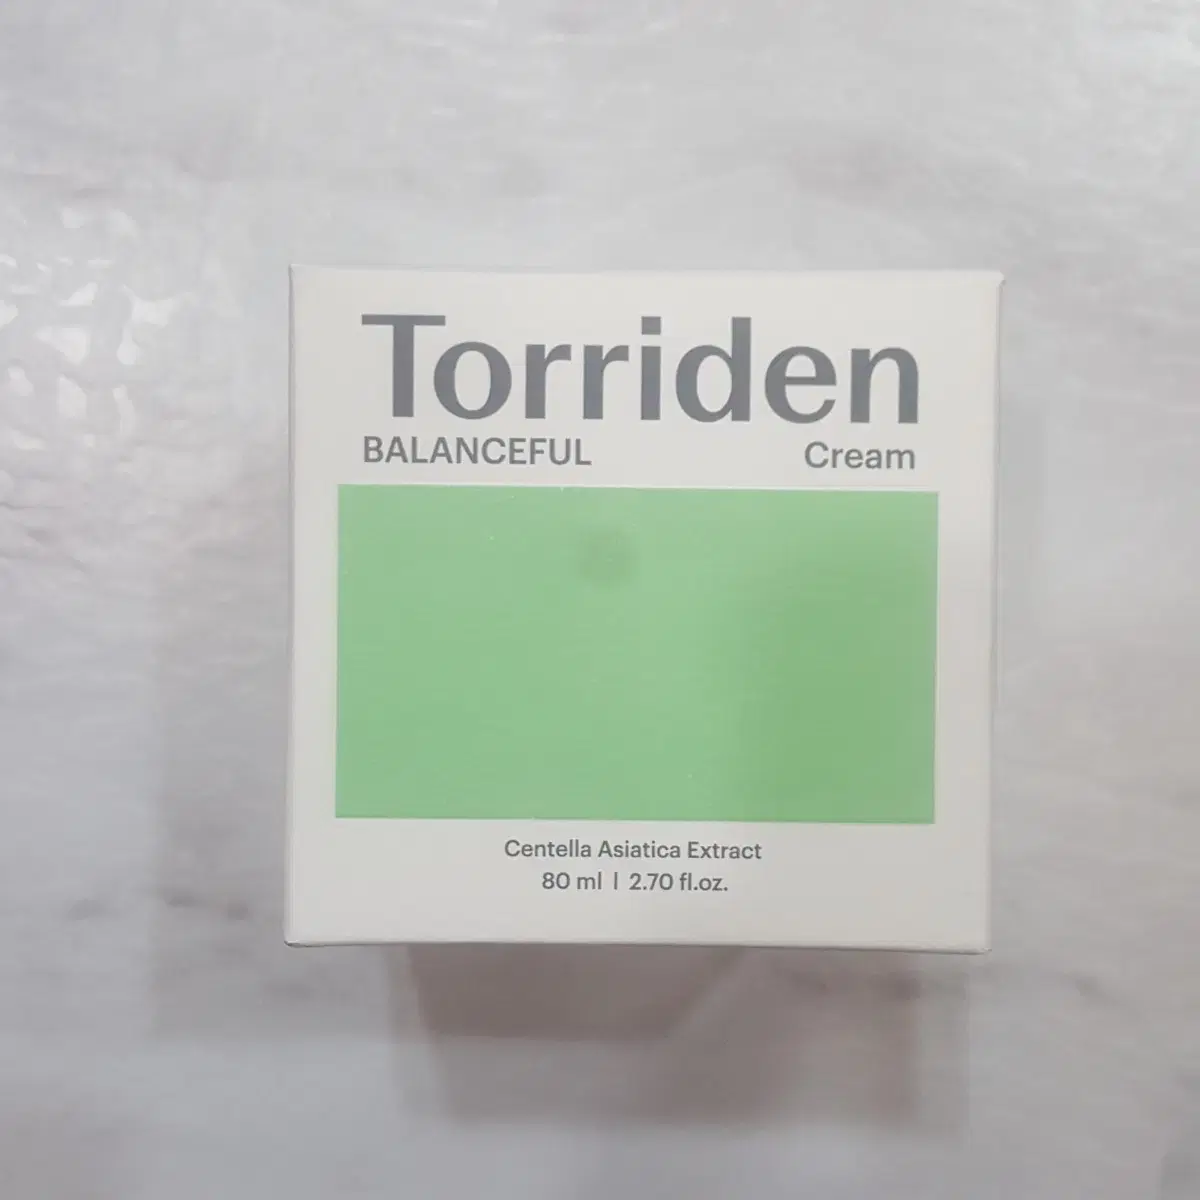 Torriden
BALANCEFUL Cream
Centella Asiatica Extract
80 ml | 2.70 fl.oz.